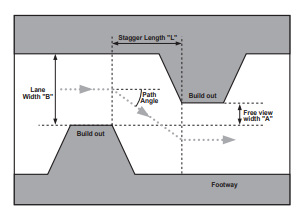 Stagger Length "L"
Lane
Width "B"
Path
Angle
Build out
Free view
width "A"
Build out
Footway